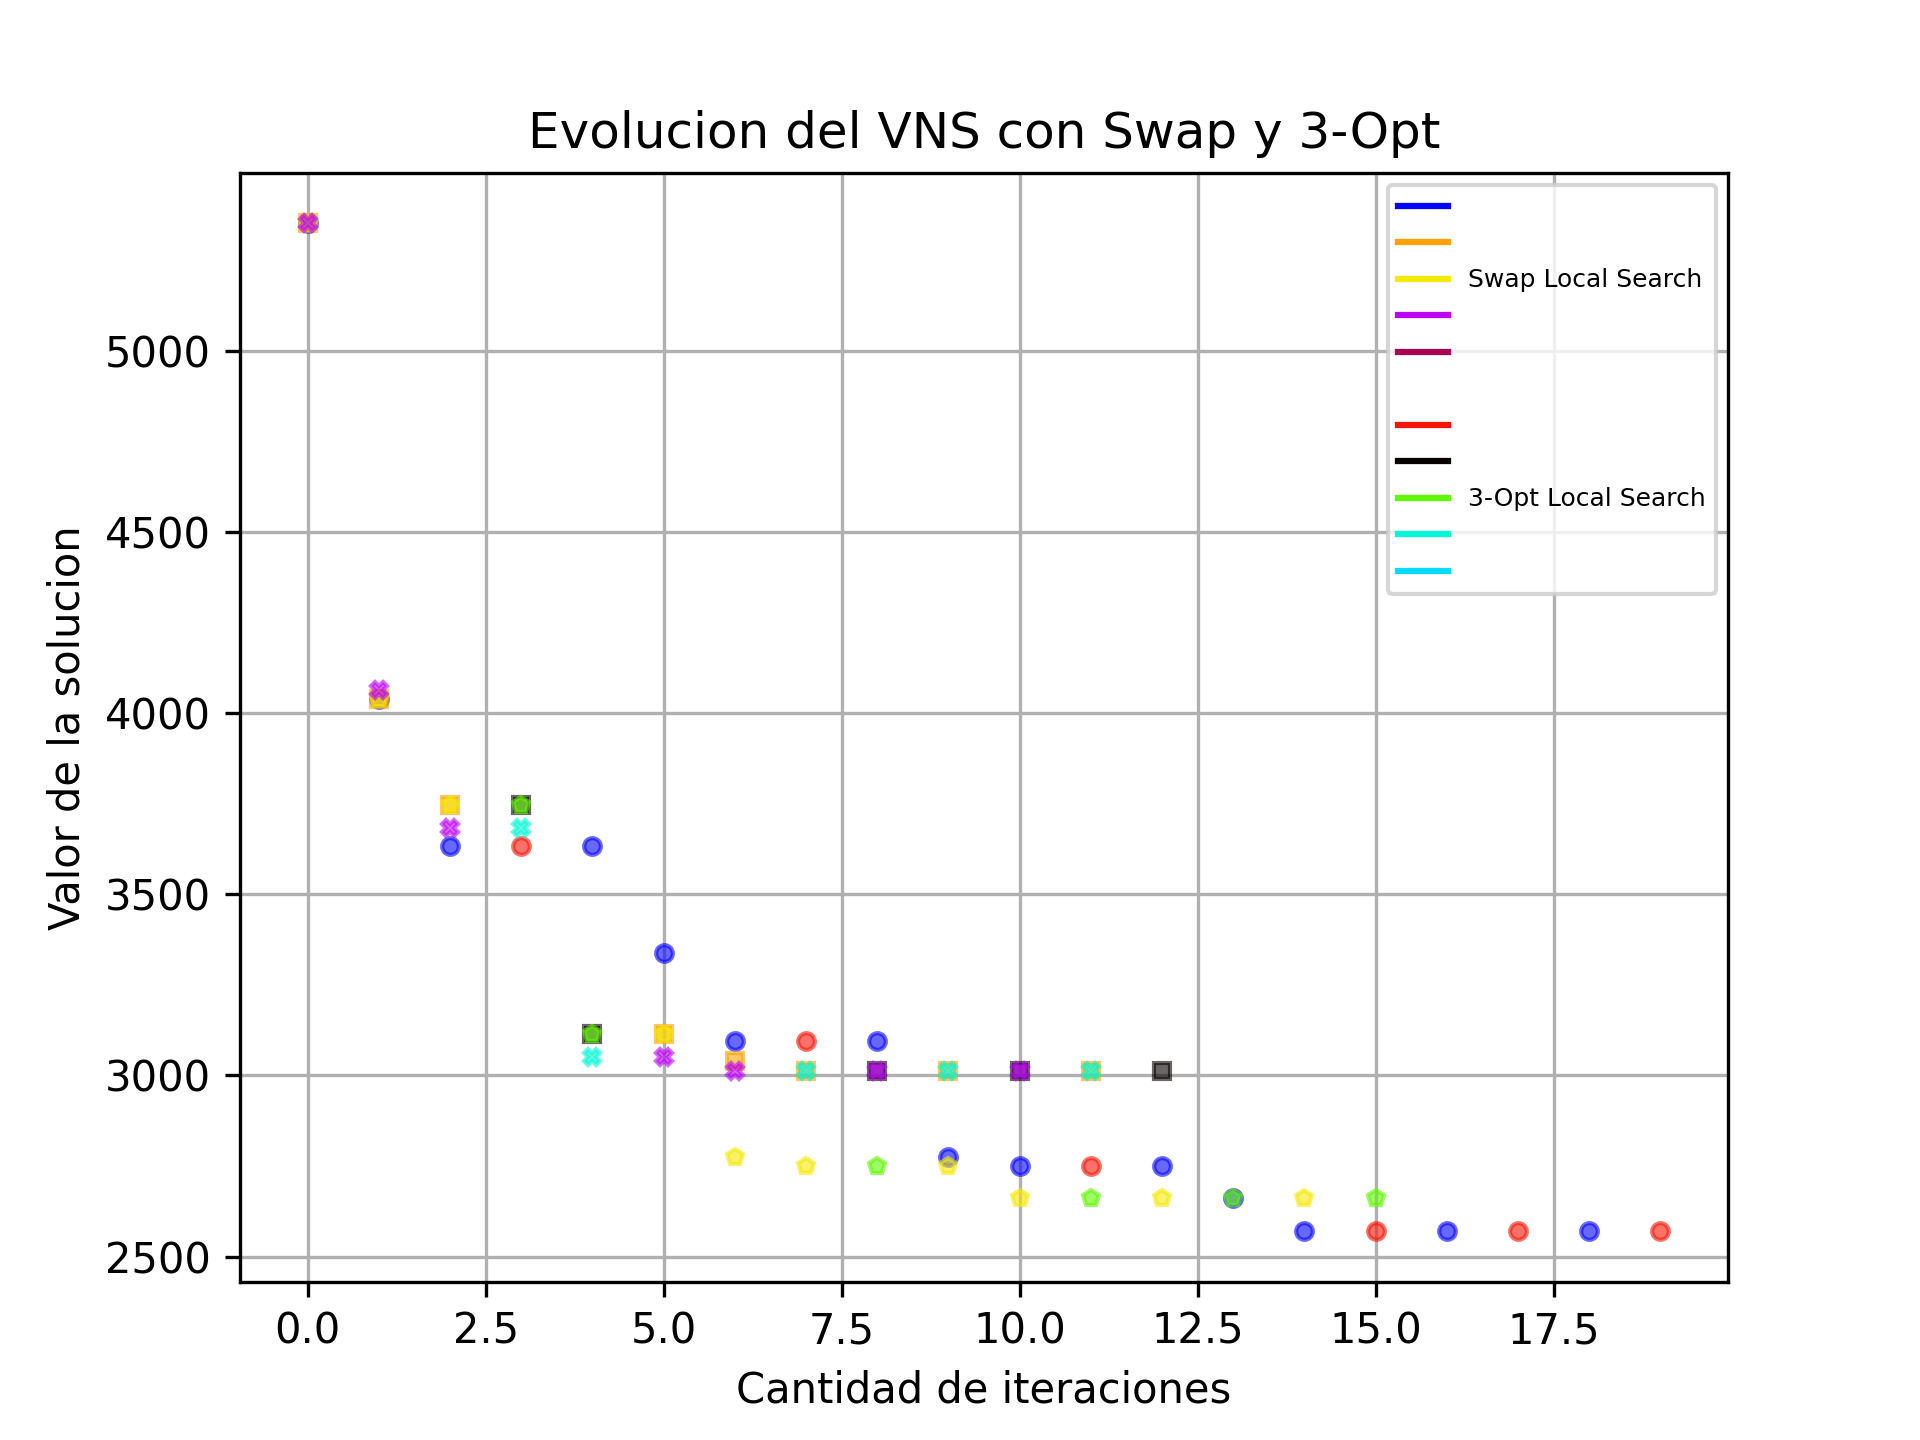 Evolucion del VNS con Swap y 3-Opt
Swap Local Search
3-Opt Local Search
Valor de la solucion
5000
4500
4000
3500
3000
2500
0.0 2.5 5.0 7.5 10.0 12.5 15.0 17.5
Cantidad de iteraciones